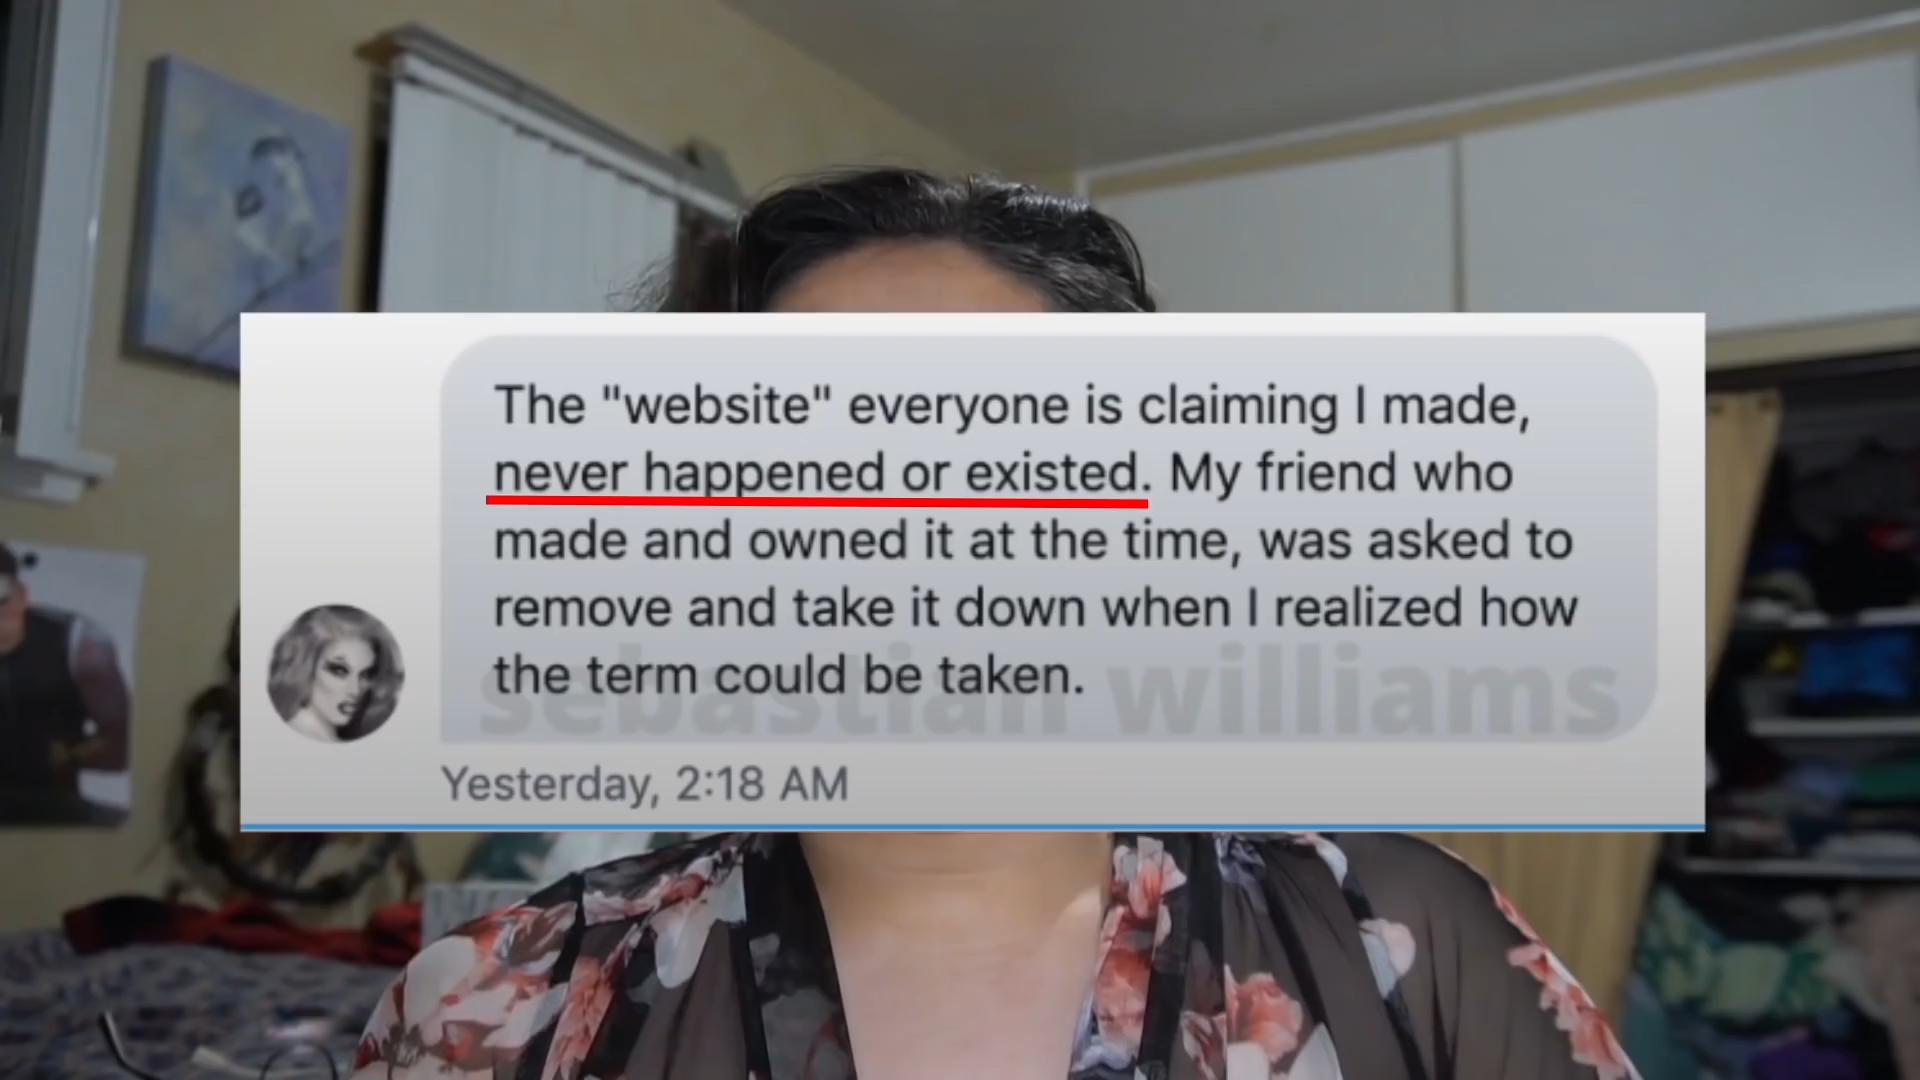 The "website" everyone is claiming I made,
never happened or existed. My friend who
made and owned it at the time, was asked to
remove and take it down when I realized how
the term could be taken.
sebastian williams
Yesterday, 2:18 AM